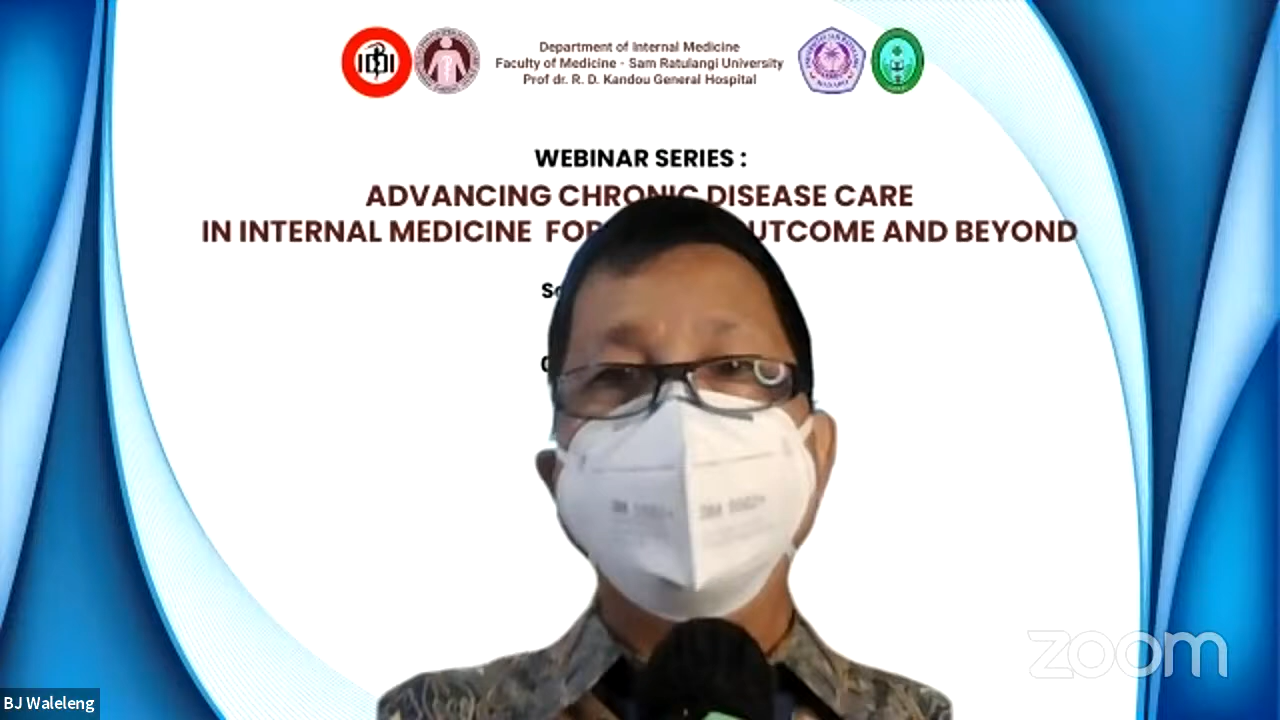 IDI
Department of Internal Medicine
Faculty of Medicine - Sam Ratulangi University
Prof dr. R. D. Kandou General Hospital
WEBINAR SERIES :
ADVANCING CHRONIC DISEASE CARE
IN INTERNAL MEDICINE FOR UTCOME AND BEYOND
zoom
BJ Waleleng